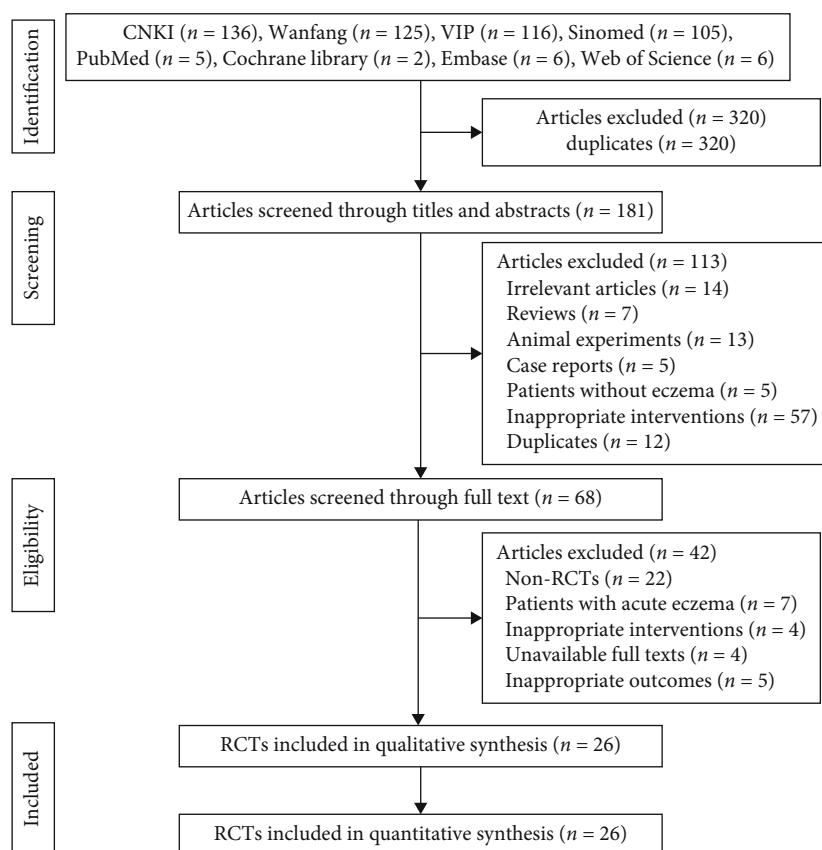 Identification
CNKI (n = 136), Wanfang (n = 125), VIP (n = 116), Sinomed (n = 105),
PubMed (n = 5), Cochrane library (n = 2), Embase (n = 6), Web of Science (n = 6)
Articles excluded (n = 320)
duplicates (n = 320)
Screening
Articles screened through titles and abstracts (n = 181)
Articles excluded (n = 113)
Irrelevant articles (n = 14)
Reviews (n = 7)
Animal experiments (n = 13)
Case reports (n = 5)
Patients without eczema (n = 5)
Inappropriate interventions (n = 57)
Duplicates (n = 12)
Eligibility
Articles screened through full text (n = 68)
Articles excluded (n = 42)
Non-RCTs (n = 22)
Patients with acute eczema (n = 7)
Inappropriate interventions (n = 4)
Unavailable full texts (n = 4)
Inappropriate outcomes (n = 5)
Included
RCTs included in qualitative synthesis (n = 26)
RCTs included in quantitative synthesis (n = 26)